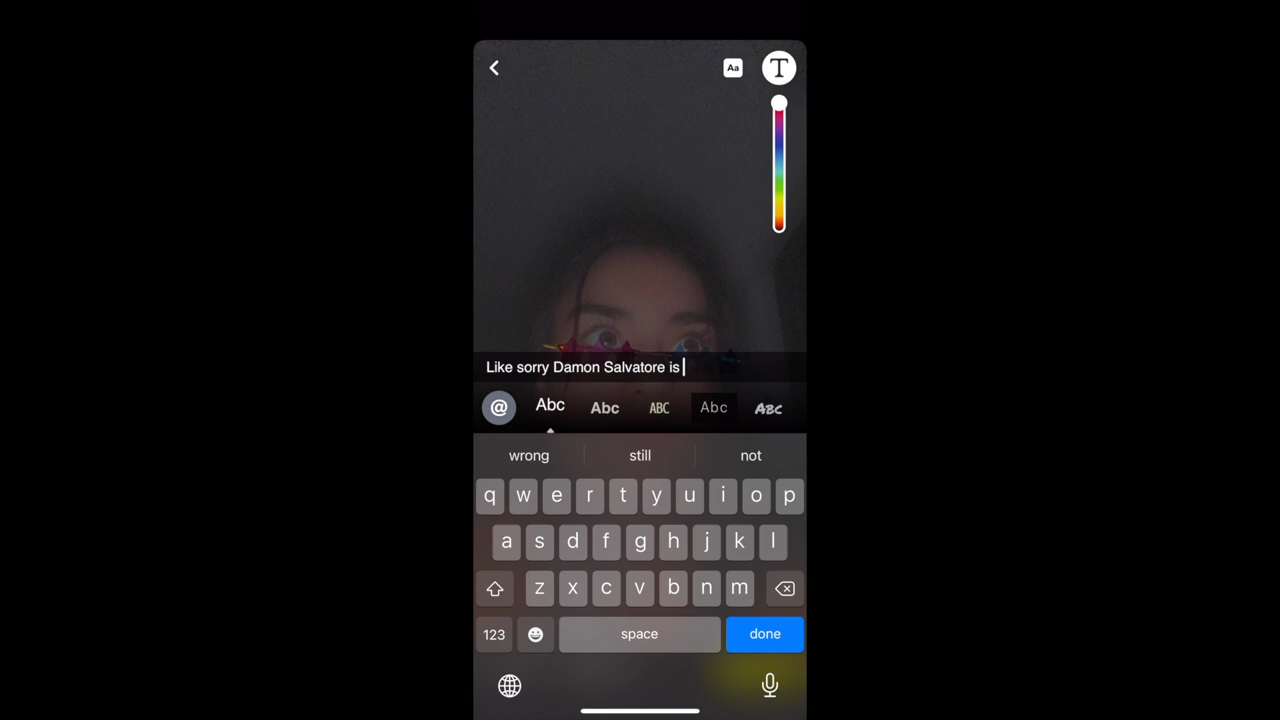 Aa T
Like sorry Damon Salvatore is
@ Abc Abc ABC Abc ABC
wrong still not
q w e r t y u i o p
a s d f g h j k l
z x c v b n m
123 space done